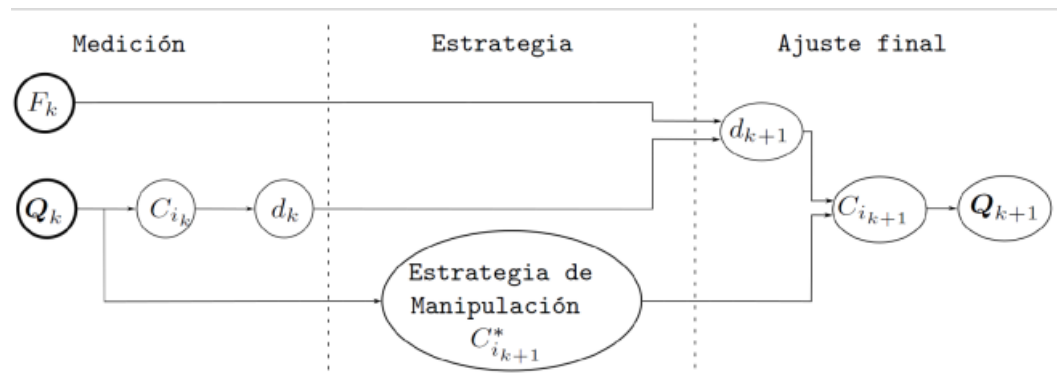 Medición Estrategia Ajuste final
F_k
d_{k+1}
Q_k C_{i_k} d_k C_{i_{k+1}} Q_{k+1}
Estrategia de
Manipulación
C^*_{i_{k+1}}